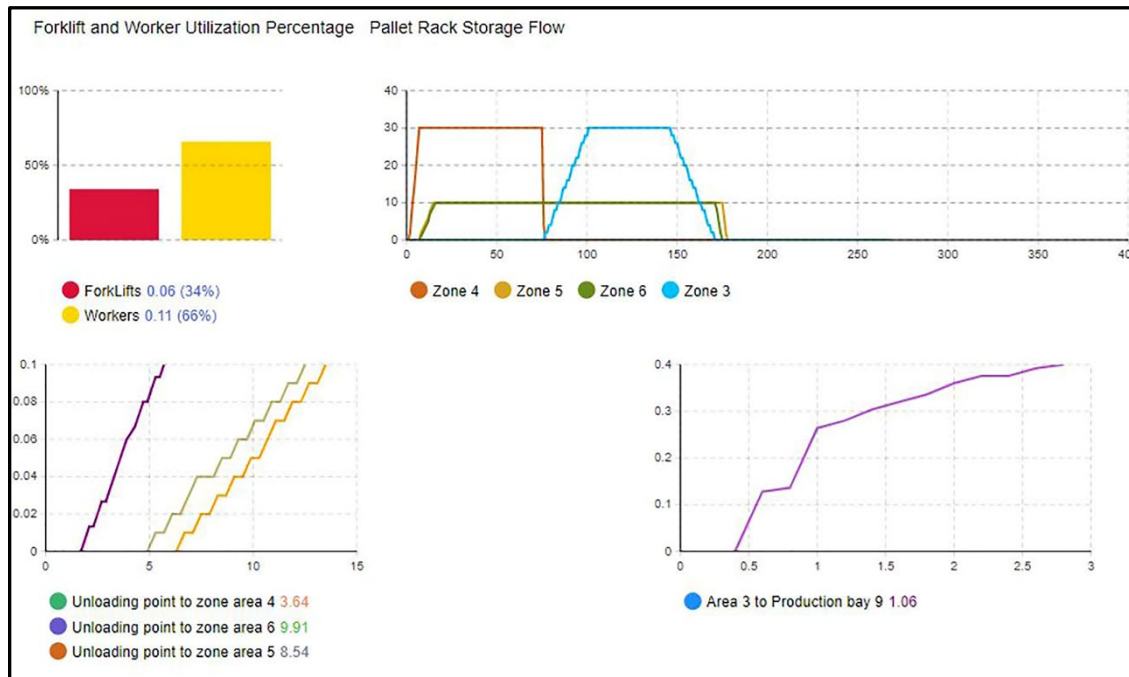 Forklift and Worker Utilization Percentage Pallet Rack Storage Flow
100%
50%
0%
ForkLifts 0.06 (34%)
Workers 0.11 (66%)
40
30
20
10
0
0 50 100 150 200 250 300 350 40
Zone 4 Zone 5 Zone 6 Zone 3
0.1
0.08
0.06
0.04
0.02
0
0 5 10 15
Unloading point to zone area 4 3.64
Unloading point to zone area 6 9.91
Unloading point to zone area 5 8.54
0.4
0.3
0.2
0.1
0
0 0.5 1 1.5 2 2.5 3
Area 3 to Production bay 9 1.06